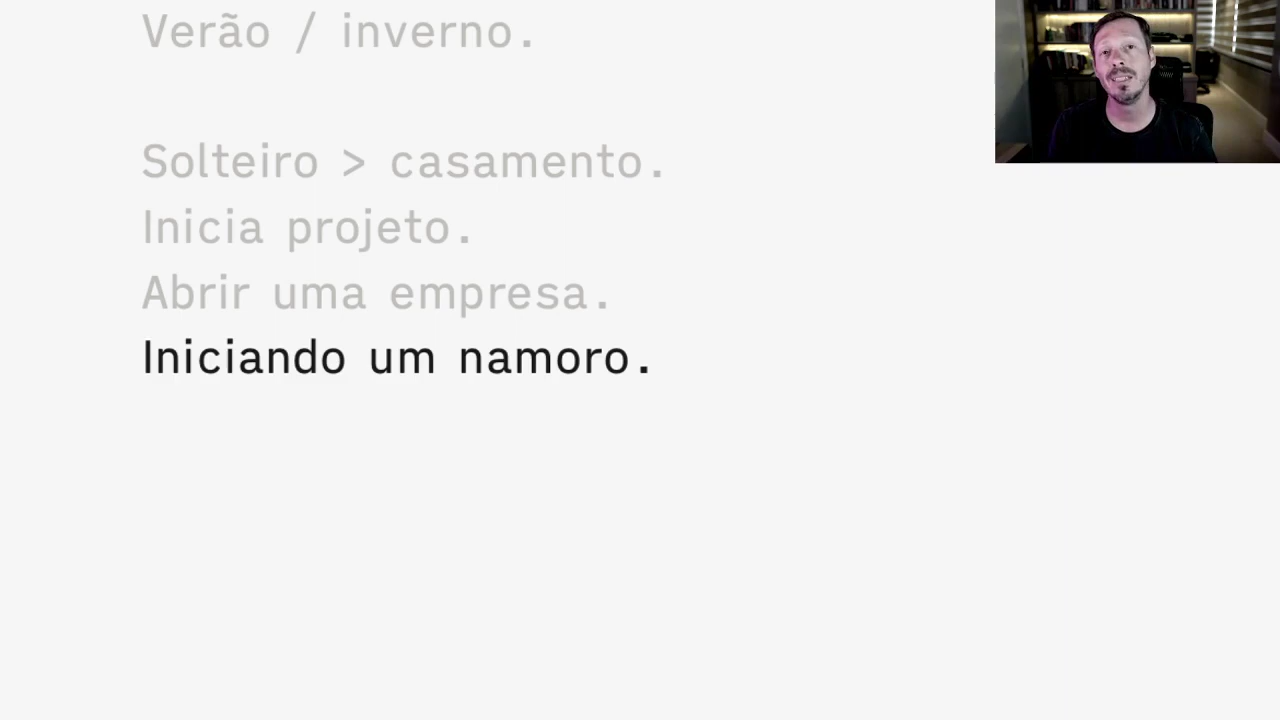 Verão / inverno.
Solteiro > casamento.
Inicia projeto.
Abrir uma empresa.
Iniciando um namoro.